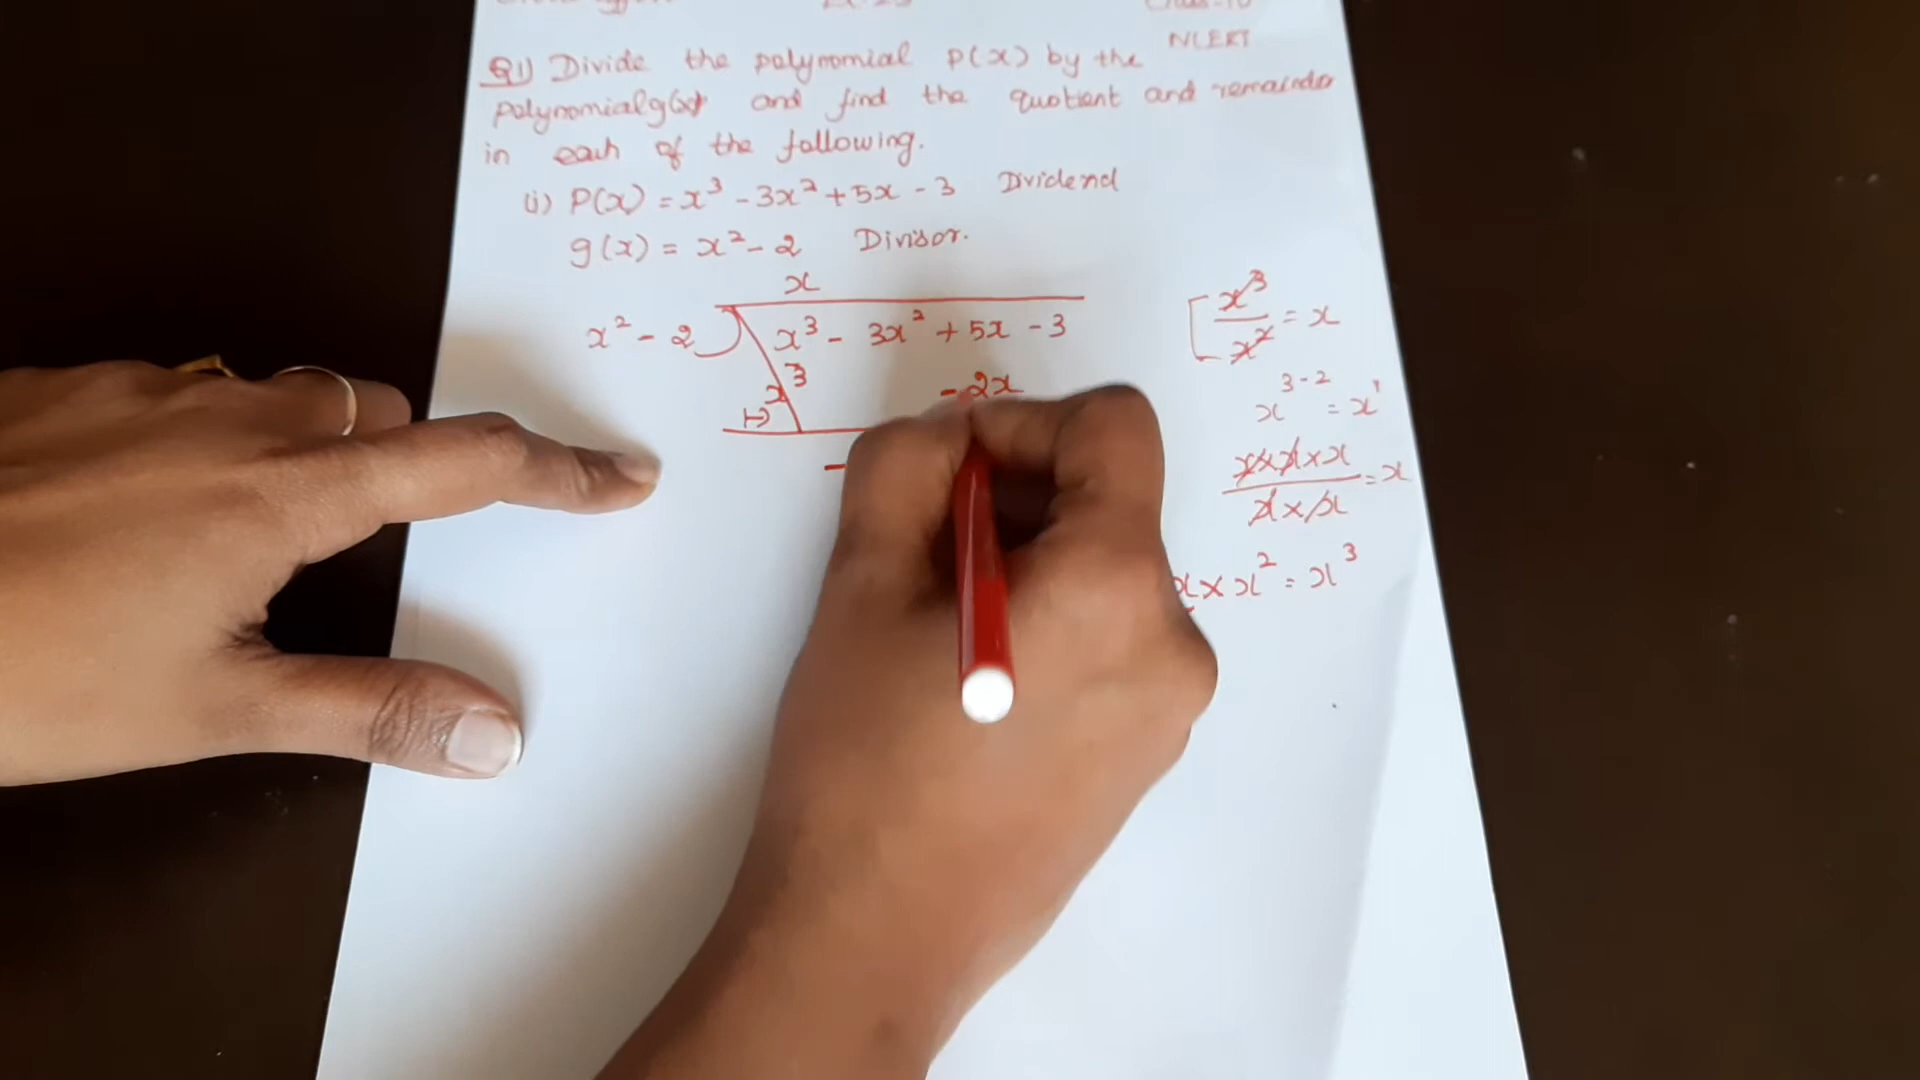 NCERT
Q1) Divide the polynomial P(x) by the
polynomial g(x) and find the quotient and remainder
in each of the following.
(i) P(x) = x³ - 3x² + 5x - 3 Dividend
g(x) = x² - 2 Divisor.
x
x² - 2 ) x³ - 3x² + 5x - 3
x³ - 2x
(-)
-
x³/x² = x
x³⁻² = x¹
x×x×x / x×x = x
x × x² = x³